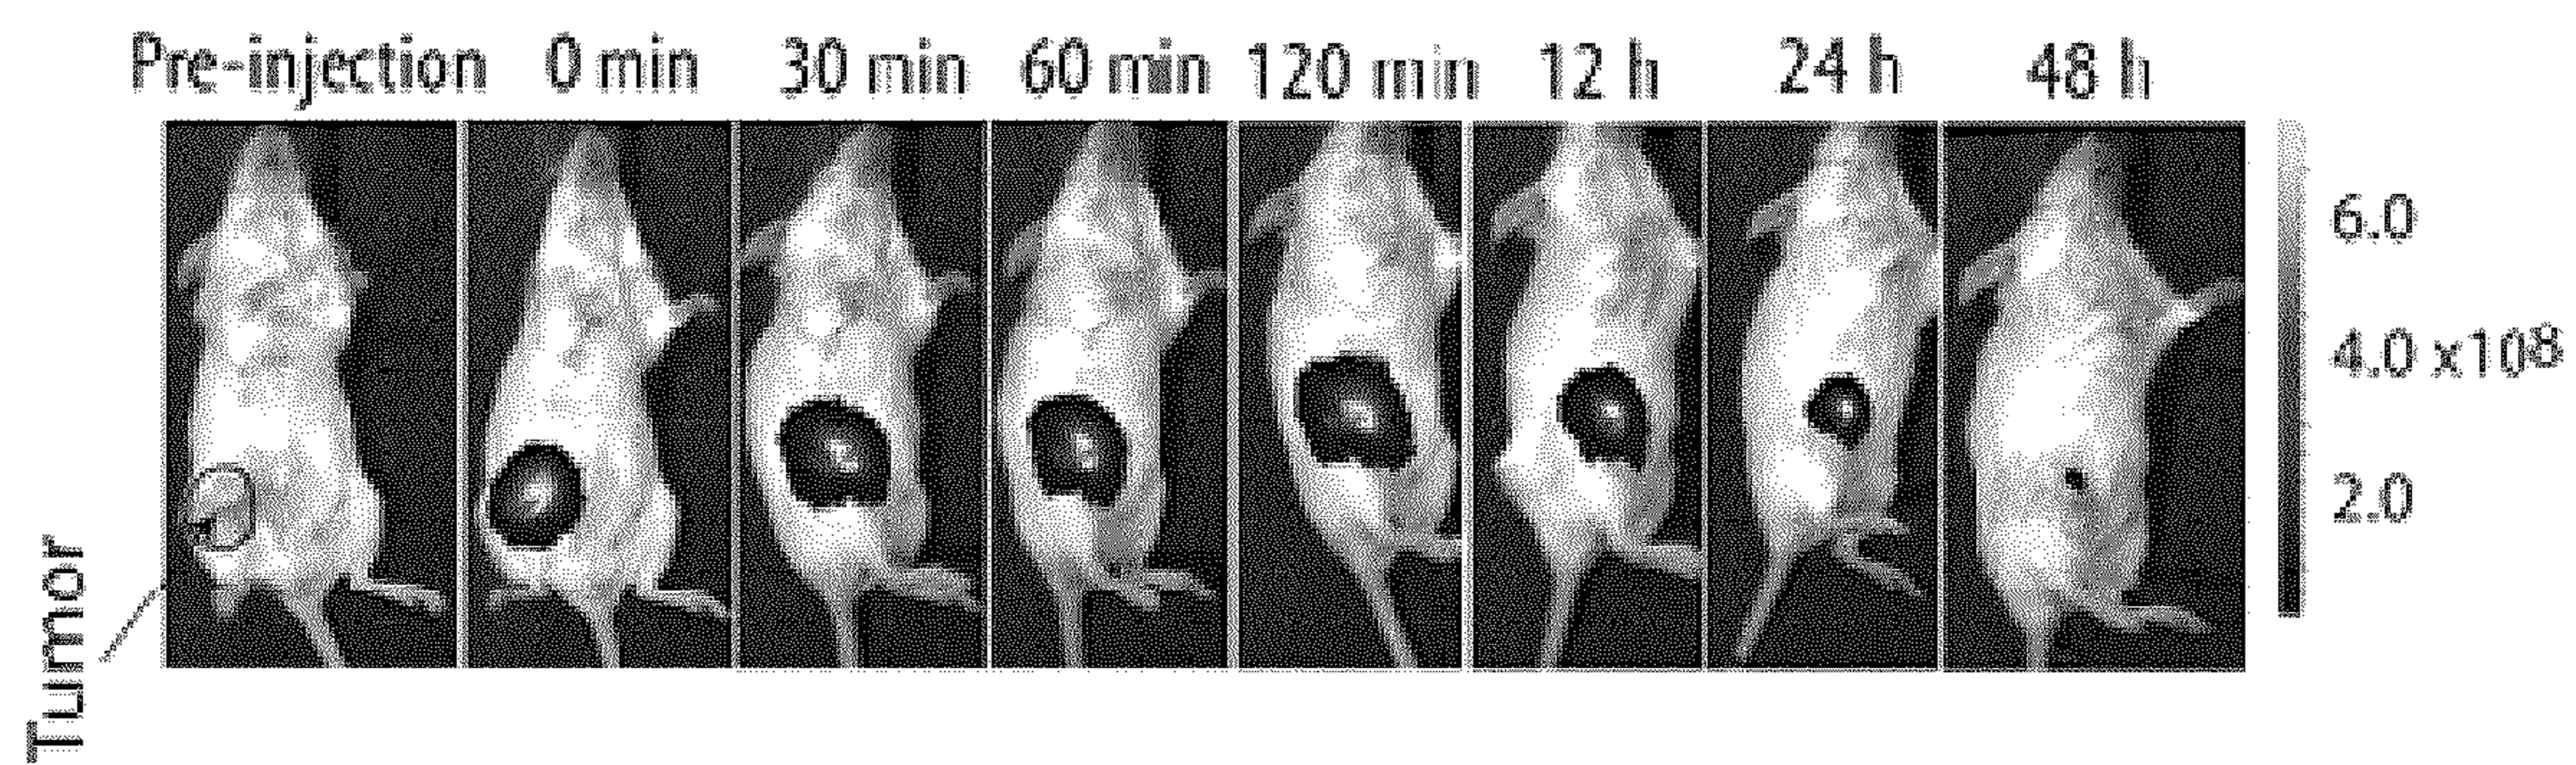 Pre-injection 0 min 30 min 60 min 120 min 12 h 24 h 48 h
6.0
4.0 x10⁸
2.0
Tumor